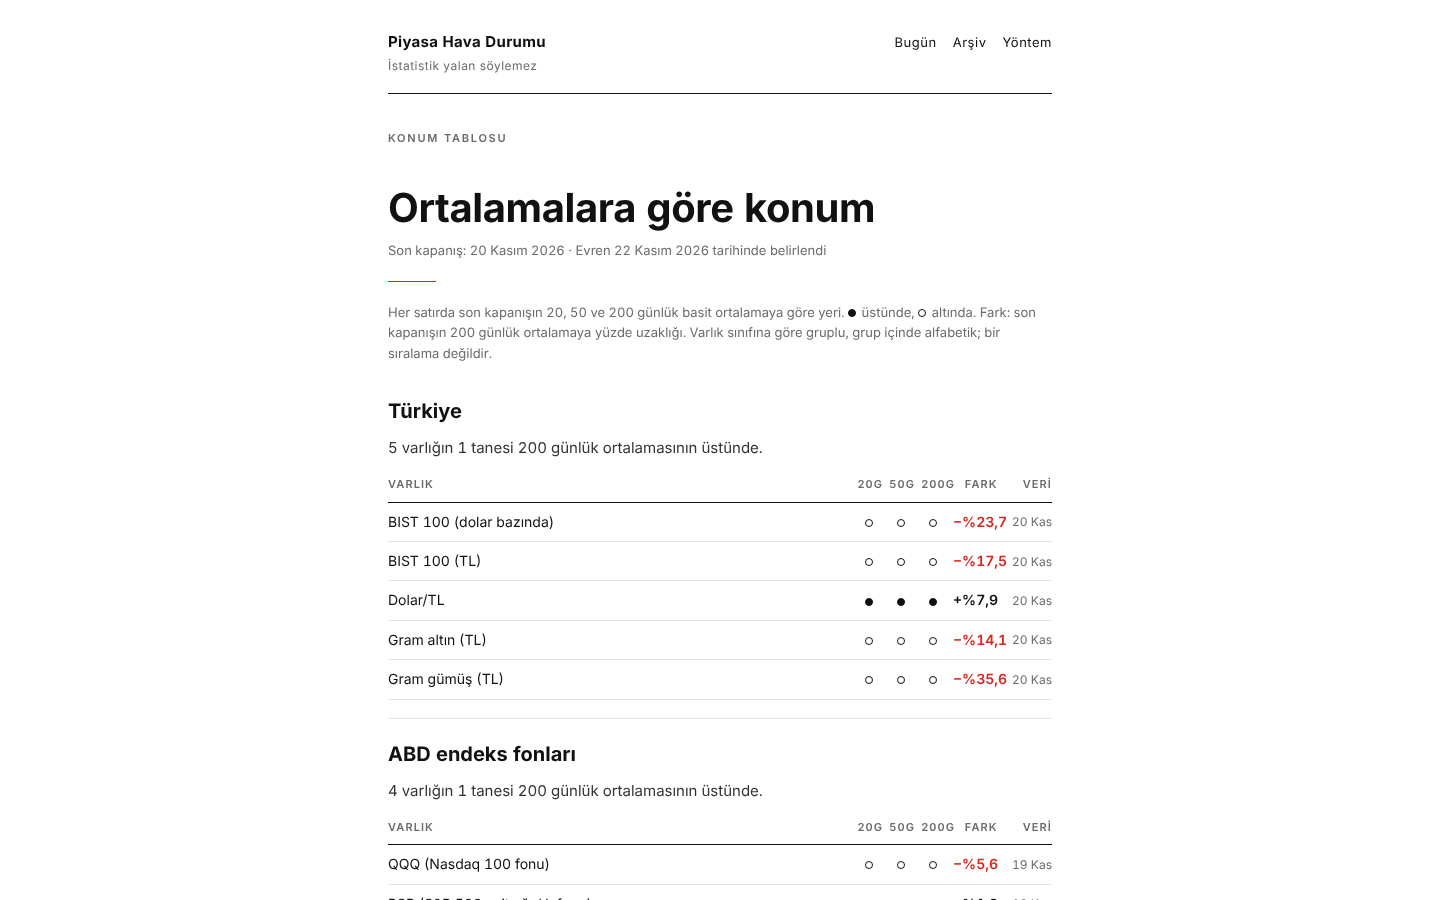 Piyasa Hava Durumu
İstatistik yalan söylemez
Bugün Arşiv Yöntem
KONUM TABLOSU
Ortalamalara göre konum
Son kapanış: 20 Kasım 2026 · Evren 22 Kasım 2026 tarihinde belirlendi
Her satırda son kapanışın 20, 50 ve 200 günlük basit ortalamaya göre yeri. ● üstünde, ○ altında. Fark: son
kapanışın 200 günlük ortalamaya yüzde uzaklığı. Varlık sınıfına göre gruplu, grup içinde alfabetik; bir
sıralama değildir.
Türkiye
5 varlığın 1 tanesi 200 günlük ortalamasının üstünde.
VARLIK 20G 50G 200G FARK VERİ
BIST 100 (dolar bazında) ○ ○ ○ −%23,7 20 Kas
BIST 100 (TL) ○ ○ ○ −%17,5 20 Kas
Dolar/TL ● ● ● +%7,9 20 Kas
Gram altın (TL) ○ ○ ○ −%14,1 20 Kas
Gram gümüş (TL) ○ ○ ○ −%35,6 20 Kas
ABD endeks fonları
4 varlığın 1 tanesi 200 günlük ortalamasının üstünde.
VARLIK 20G 50G 200G FARK VERİ
QQQ (Nasdaq 100 fonu) ○ ○ ○ −%5,6 19 Kas